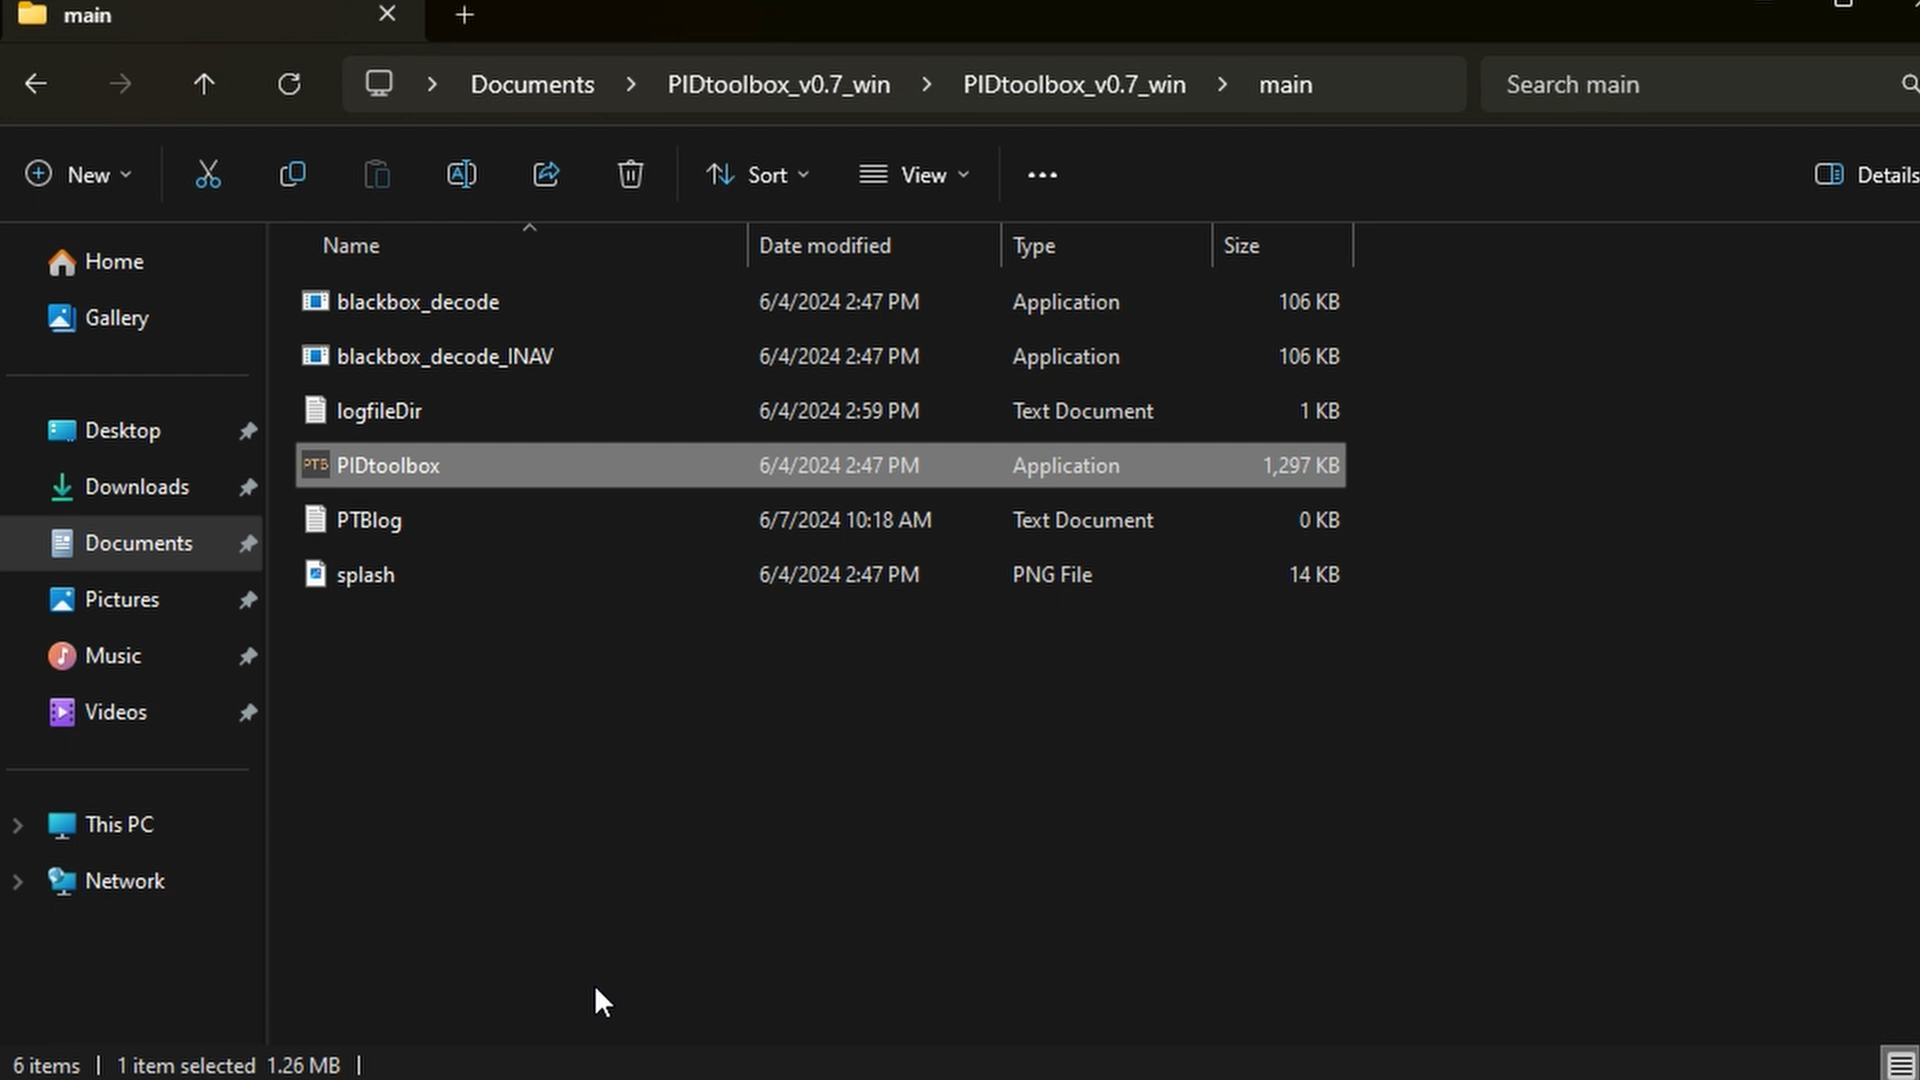 main
Documents PIDtoolbox_v0.7_win PIDtoolbox_v0.7_win main Search main
New Sort View Details
Name Date modified Type Size
Home
Gallery
Desktop
Downloads
Documents
Pictures
Music
Videos
This PC
Network
blackbox_decode 6/4/2024 2:47 PM Application 106 KB
blackbox_decode_INAV 6/4/2024 2:47 PM Application 106 KB
logfileDir 6/4/2024 2:59 PM Text Document 1 KB
PTB PIDtoolbox 6/4/2024 2:47 PM Application 1,297 KB
PTBlog 6/7/2024 10:18 AM Text Document 0 KB
splash 6/4/2024 2:47 PM PNG File 14 KB
6 items 1 item selected 1.26 MB